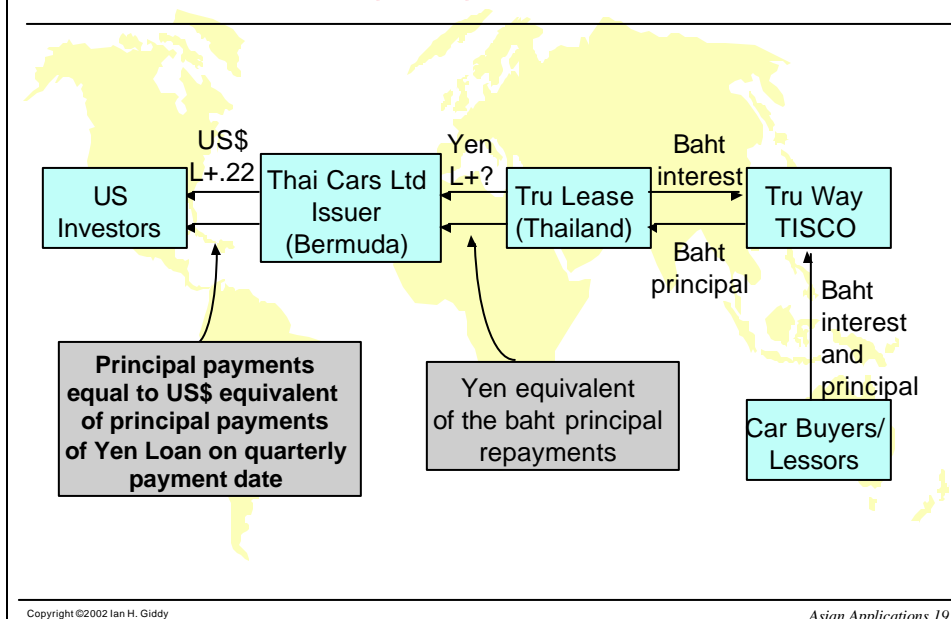 US$
L+.22
Yen
L+?
Baht
interest
US
Investors
Thai Cars Ltd
Issuer
(Bermuda)
Tru Lease
(Thailand)
Tru Way
TISCO
Baht
principal
Baht
interest
and
principal
Principal payments
equal to US$ equivalent
of principal payments
of Yen Loan on quarterly
payment date
Yen equivalent
of the baht principal
repayments
Car Buyers/
Lessors
Copyright ©2002 Ian H. Giddy
Asian Applications 19